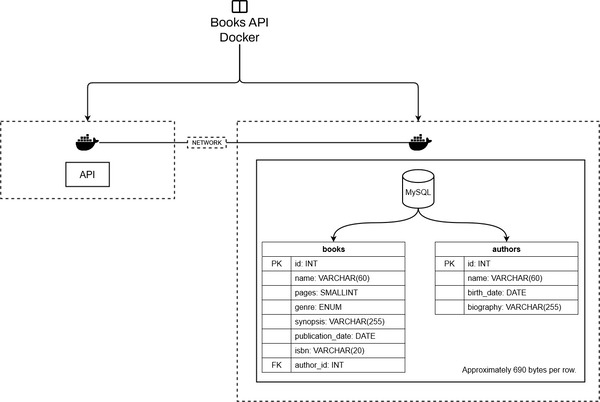 Books API
Docker
NETWORK
API
MySQL
books
PK id: INT
name: VARCHAR(60)
pages: SMALLINT
genre: ENUM
synopsis: VARCHAR(255)
publication_date: DATE
isbn: VARCHAR(20)
FK author_id: INT
authors
PK id: INT
name: VARCHAR(60)
birth_date: DATE
biography: VARCHAR(255)
Approximately 690 bytes per row.